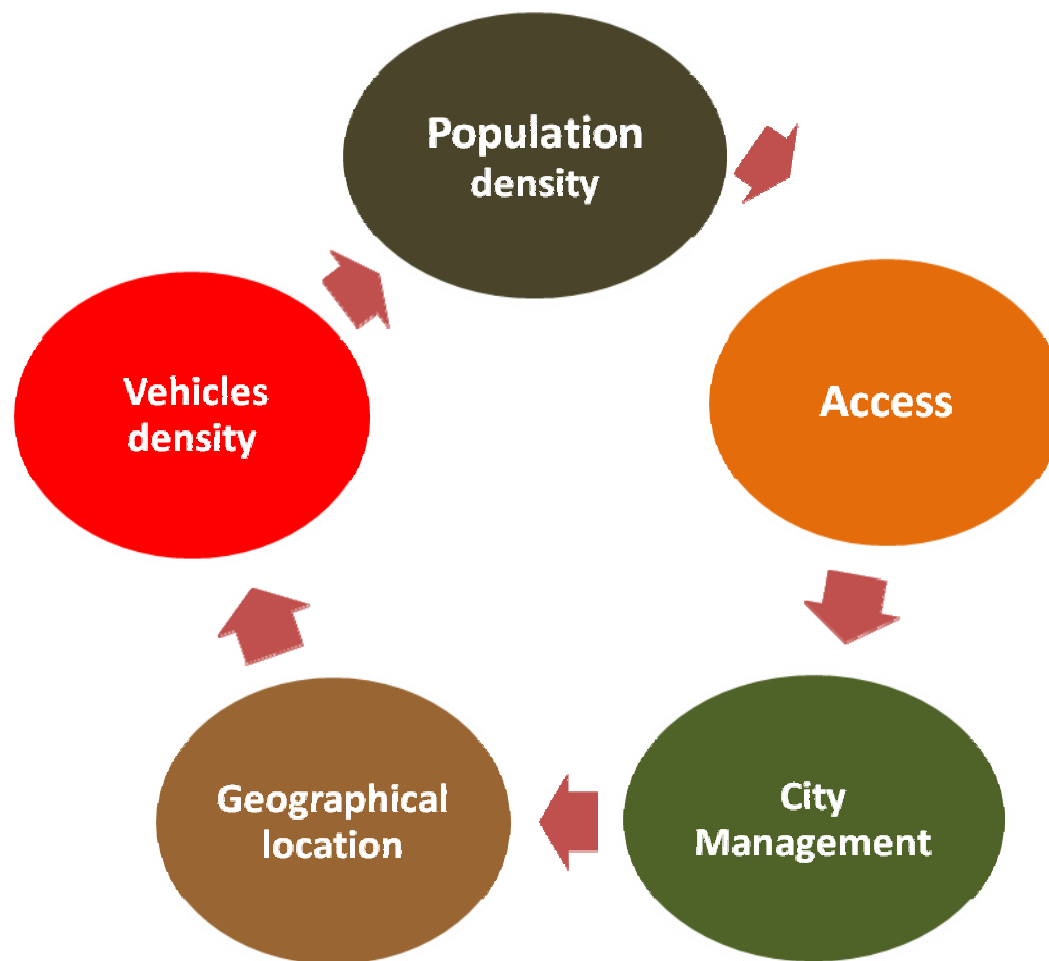 Population
density
Access
City
Management
Geographical
location
Vehicles
density